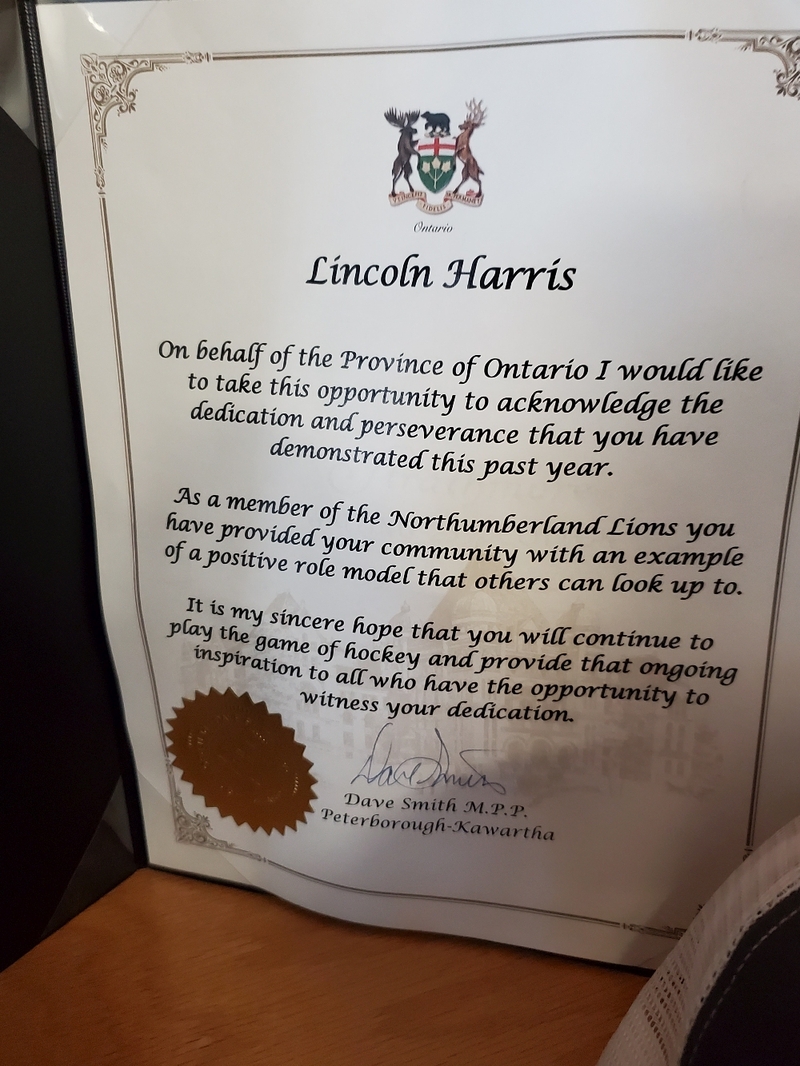 Ontario
Lincoln Harris
On behalf of the Province of Ontario I would like
to take this opportunity to acknowledge the
dedication and perseverance that you have
demonstrated this past year.
As a member of the Northumberland Lions you
have provided your community with an example
of a positive role model that others can look up to.
It is my sincere hope that you will continue to
play the game of hockey and provide that ongoing
inspiration to all who have the opportunity to
witness your dedication.
Dave Smith
Dave Smith M.P.P.
Peterborough-Kawartha